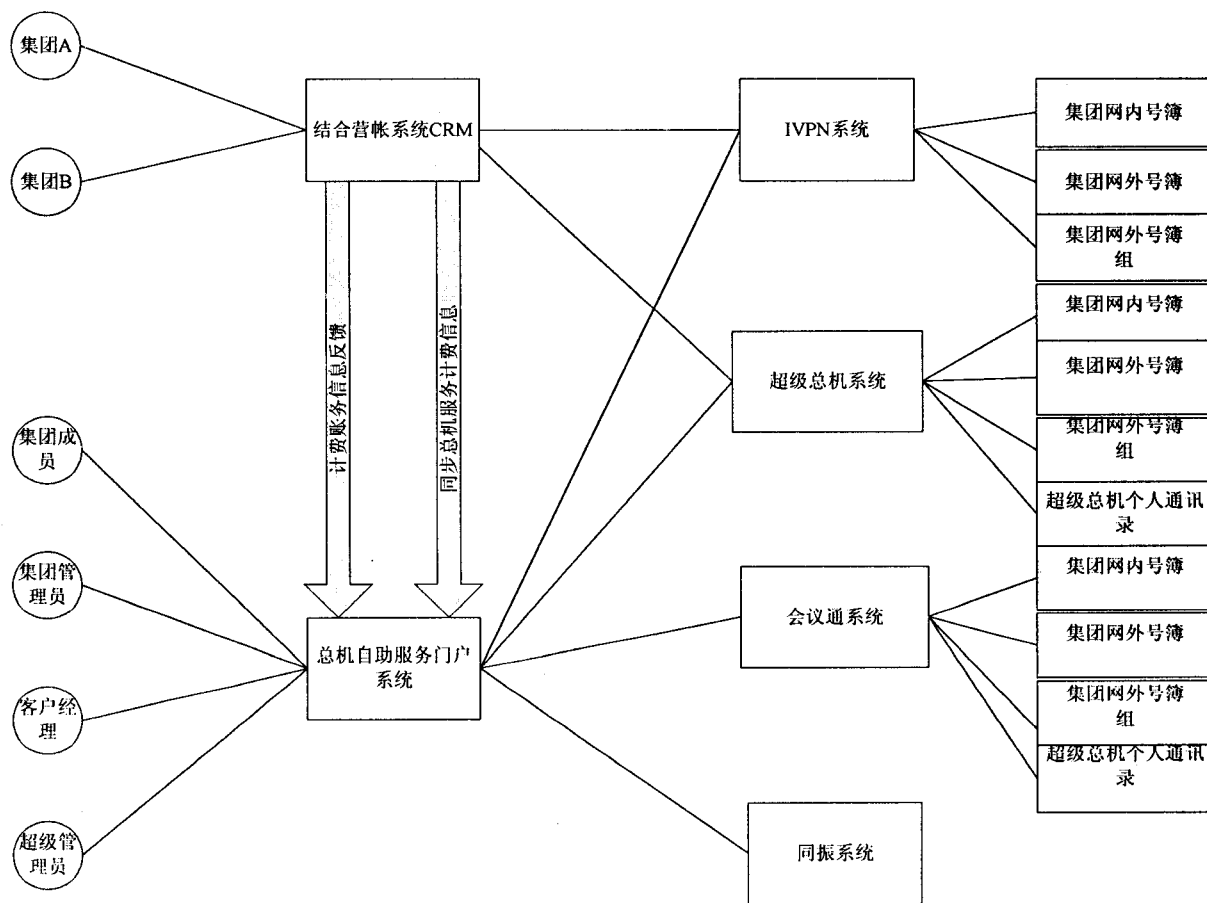 集团A
集团B
集团成
员
集团管
理员
客户经
理
超级管
理员
结合营帐系统CRM
计费账务信息反馈
同步总机服务计费信息
总机自助服务门户
系统
IVPN系统
超级总机系统
会议通系统
同振系统
集团网内号簿
集团网外号簿
集团网外号簿
组
集团网内号簿
集团网外号簿
集团网外号簿
组
超级总机个人通讯
录
集团网内号簿
集团网外号簿
集团网外号簿
组
超级总机个人通讯
录